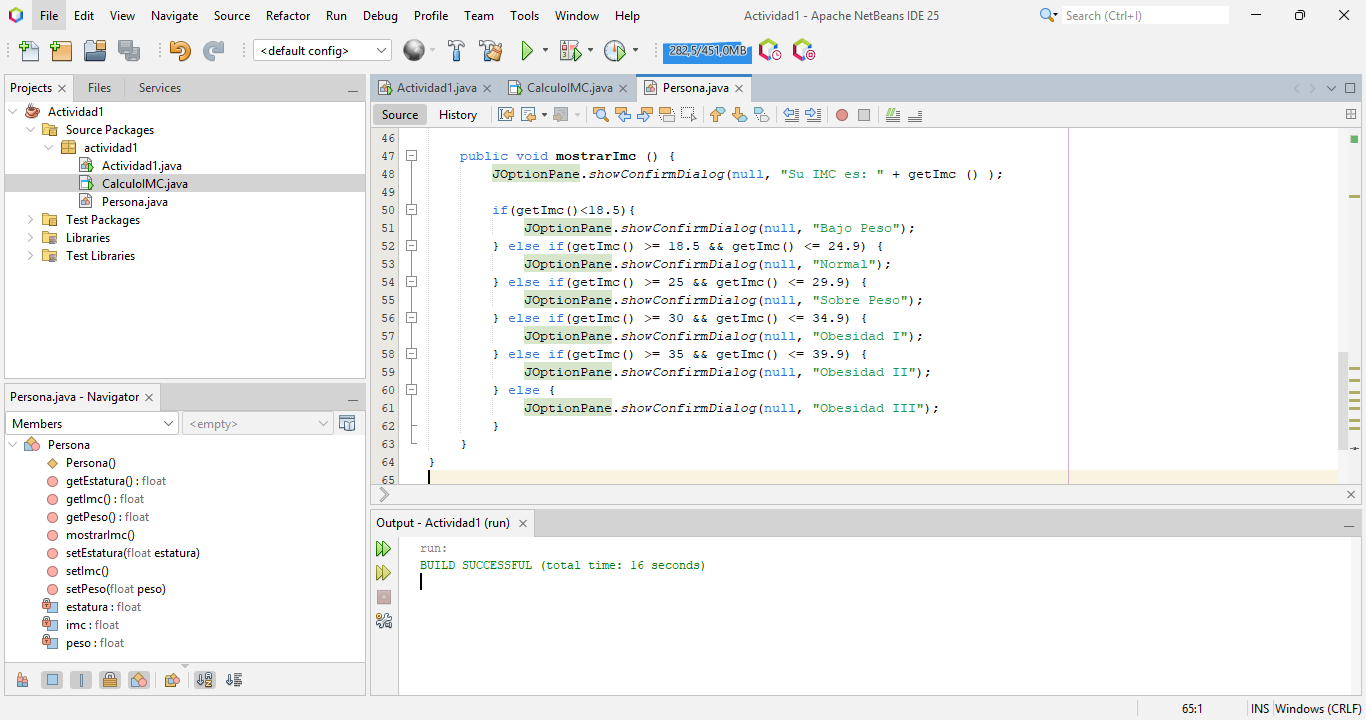 File Edit View Navigate Source Refactor Run Debug Profile Team Tools Window Help Actividad1 - Apache NetBeans IDE 25 Search (Ctrl+I)
<default config> 282,5/451,0MB
Projects Files Services
Actividad1
Source Packages
actividad1
Actividad1.java
CalculoIMC.java
Persona.java
Test Packages
Libraries
Test Libraries
Persona.java - Navigator
Members <empty>
Persona
Persona()
getEstatura() : float
getImc() : float
getPeso() : float
mostrarImc()
setEstatura(float estatura)
setImc()
setPeso(float peso)
estatura : float
imc : float
peso : float
Actividad1.java CalculoIMC.java Persona.java
Source History
46
47 public void mostrarImc () {
48 JOptionPane.showConfirmDialog(null, "Su IMC es: " + getImc () );
49
50 if(getImc()<18.5){
51 JOptionPane.showConfirmDialog(null, "Bajo Peso");
52 } else if(getImc() >= 18.5 && getImc() <= 24.9) {
53 JOptionPane.showConfirmDialog(null, "Normal");
54 } else if(getImc() >= 25 && getImc() <= 29.9) {
55 JOptionPane.showConfirmDialog(null, "Sobre Peso");
56 } else if(getImc() >= 30 && getImc() <= 34.9) {
57 JOptionPane.showConfirmDialog(null, "Obesidad I");
58 } else if(getImc() >= 35 && getImc() <= 39.9) {
59 JOptionPane.showConfirmDialog(null, "Obesidad II");
60 } else {
61 JOptionPane.showConfirmDialog(null, "Obesidad III");
62 }
63 }
64 }
65
Output - Actividad1 (run)
run:
BUILD SUCCESSFUL (total time: 16 seconds)
65:1 INS Windows (CRLF)